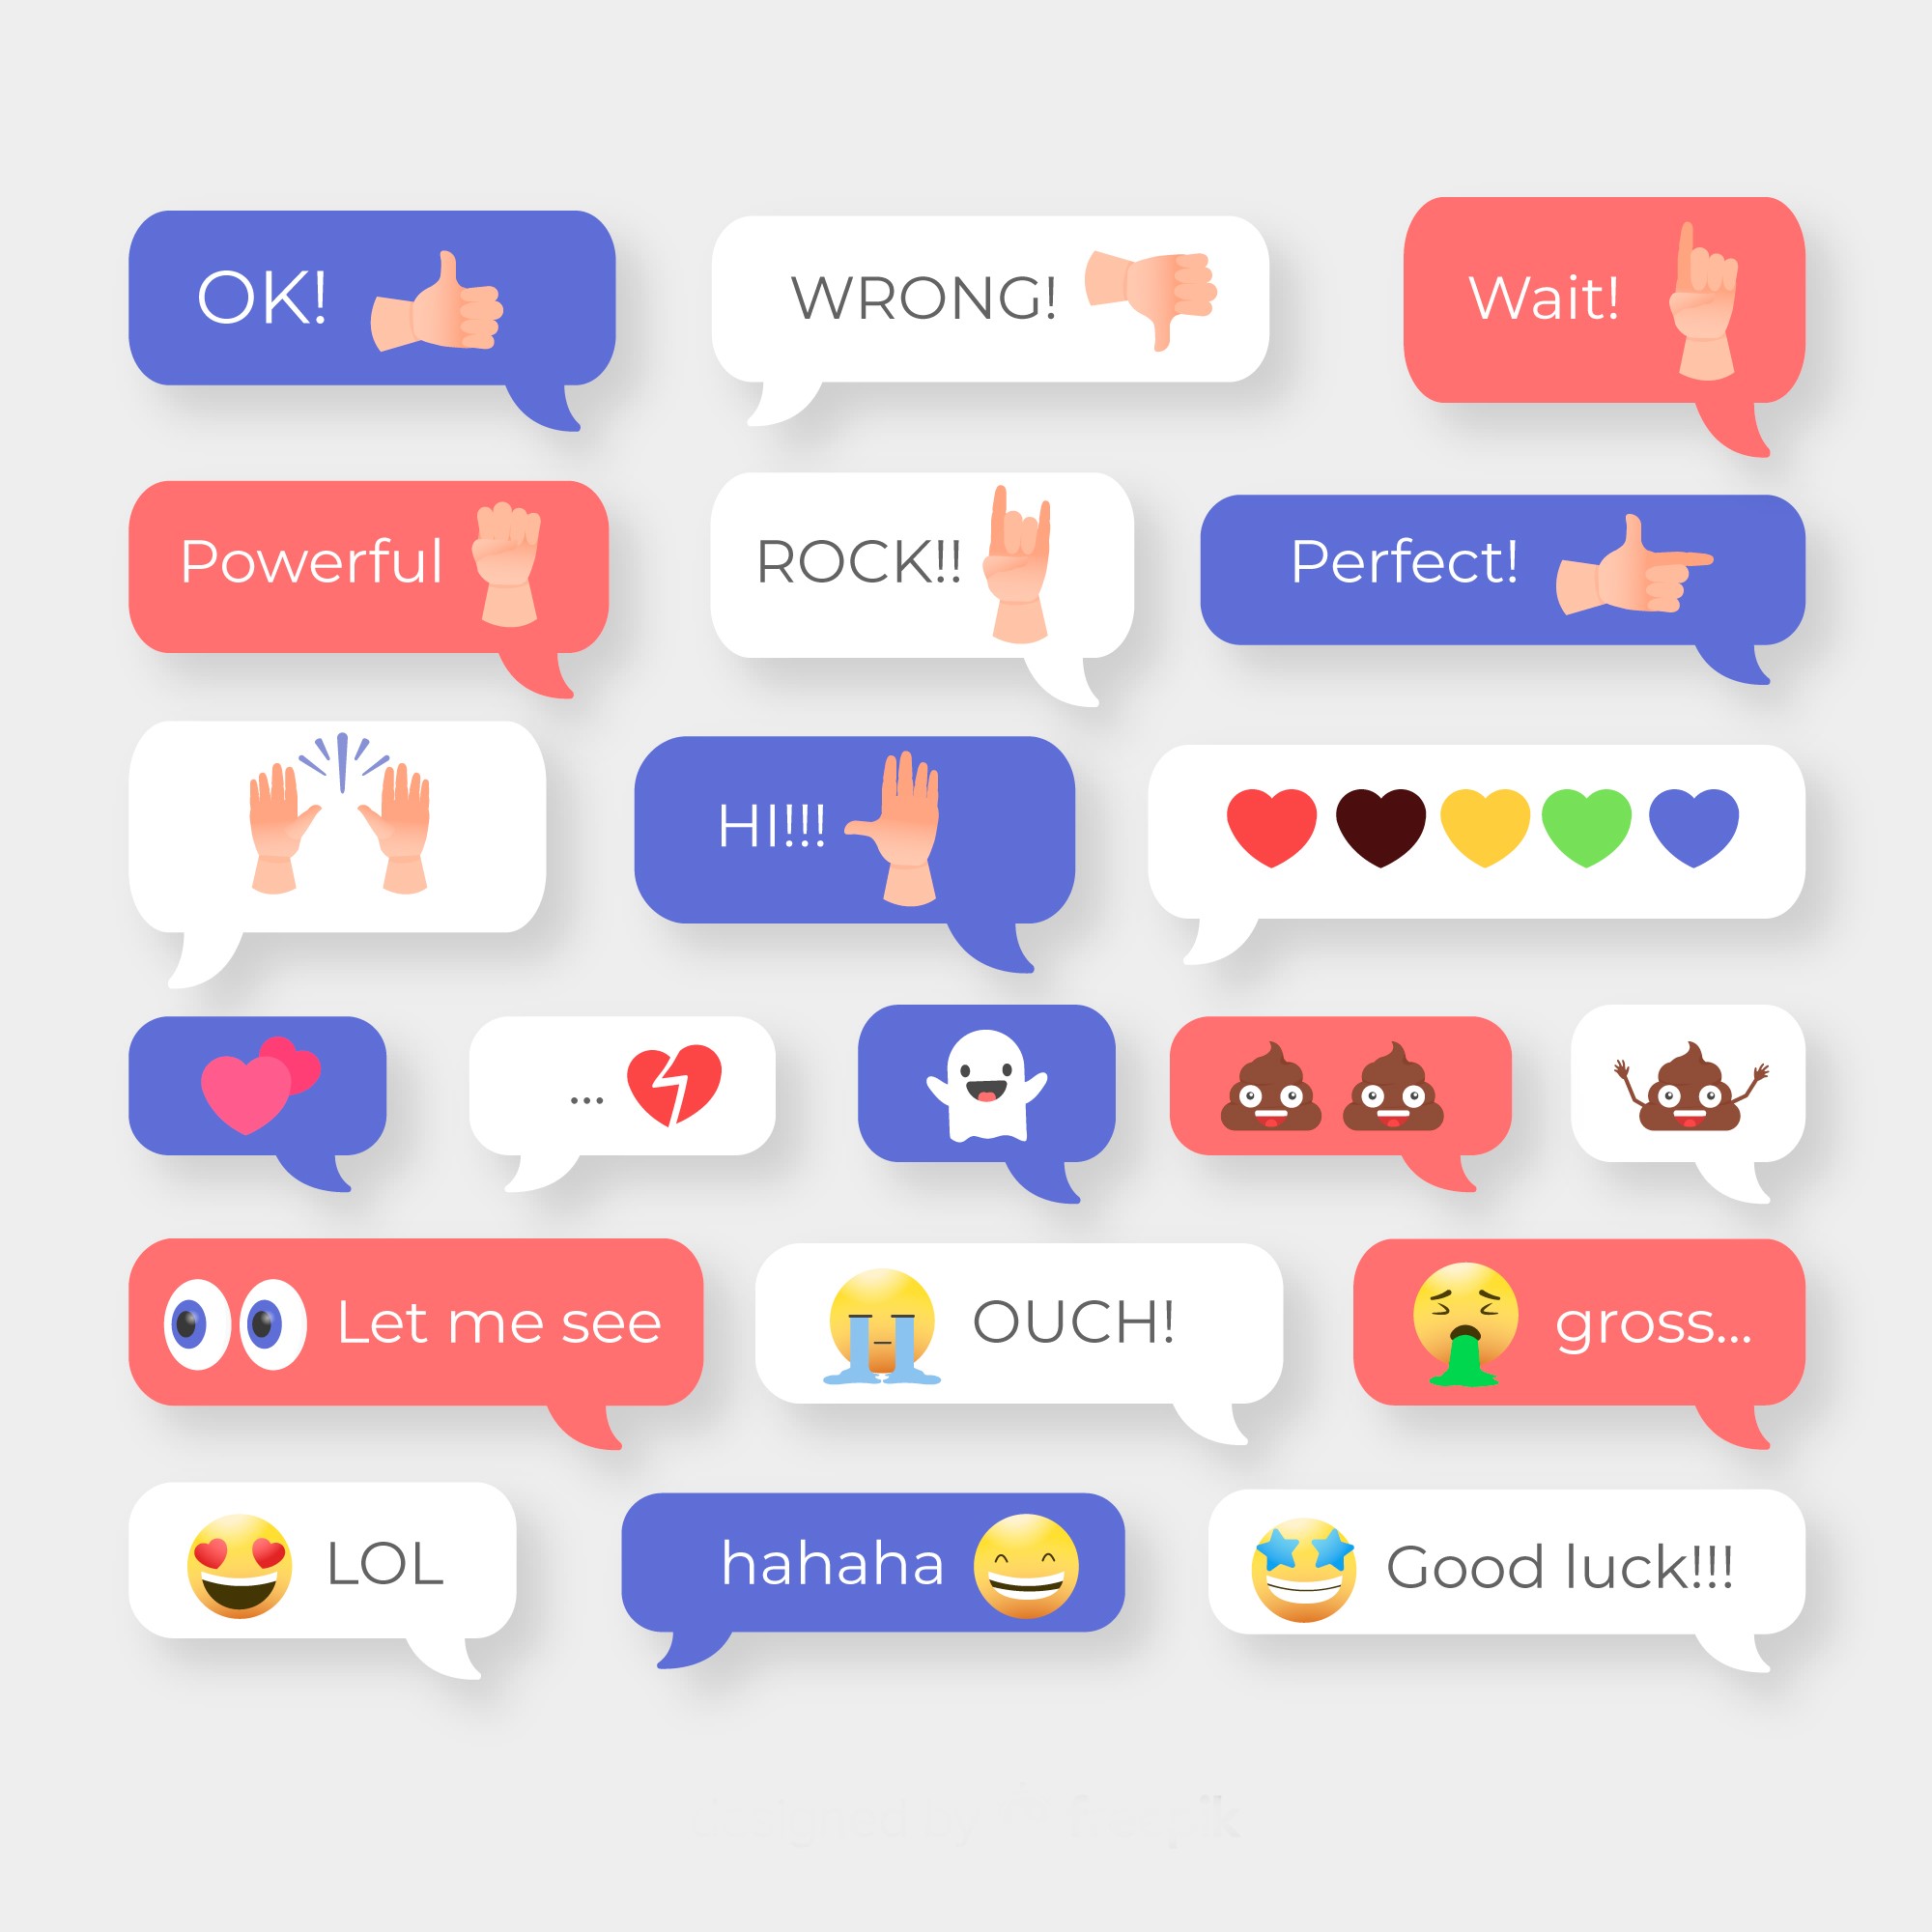 OK!
WRONG!
Wait!
Powerful
ROCK!!
Perfect!
HI!!!
...
Let me see
OUCH!
gross...
LOL
hahaha
Good luck!!!
designed by freepik